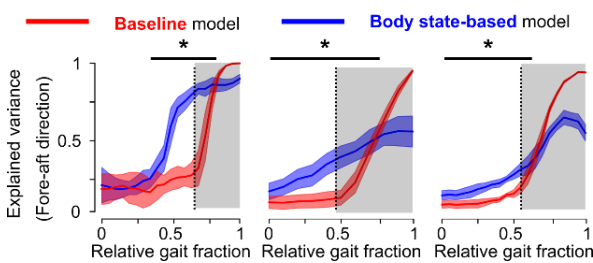 Baseline model
Body state-based model
* * *
Explained variance
(Fore-aft direction)
1
0.5
0
0 0.5 1
0 0.5 1
0 0.5 1
Relative gait fraction
Relative gait fraction
Relative gait fraction